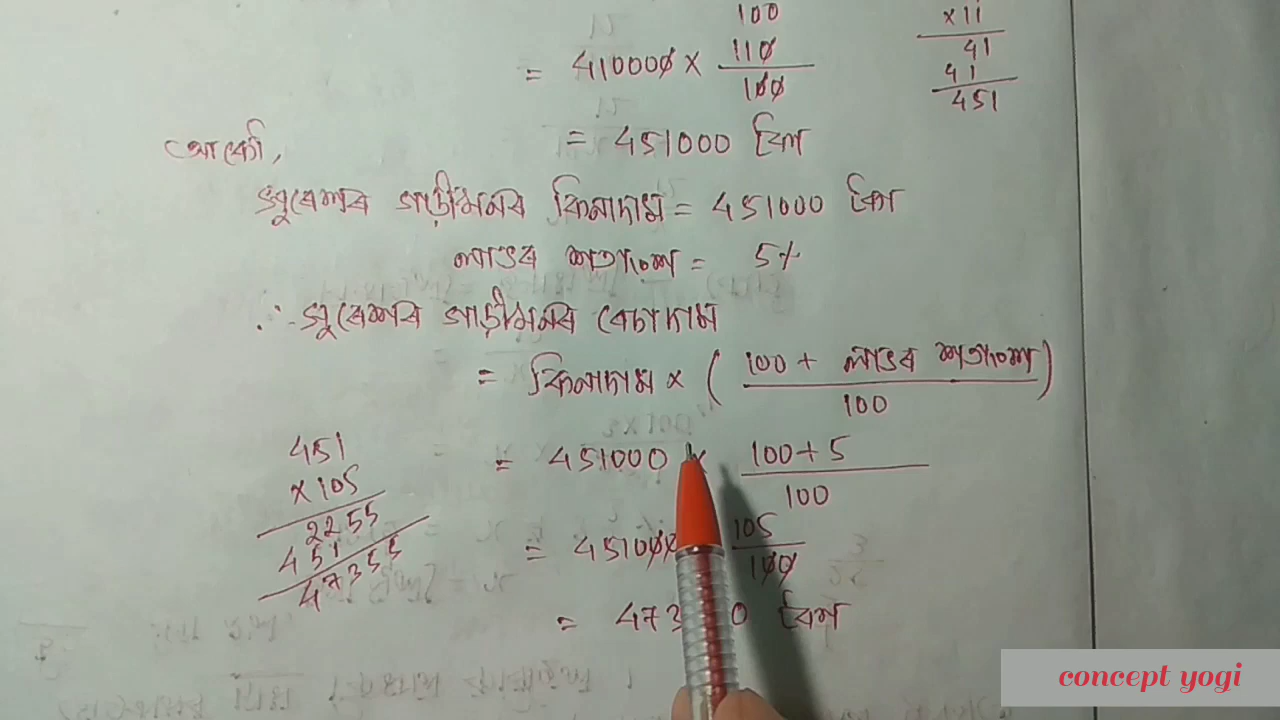 100
= 410000 × 110/100
×11
41
41
451
= 451000 টকা
আকৌ,
সুৰেশৰ গাড়ীখনৰ কিনাদাম = 451000 টকা
লাভৰ শতাংশ = 5%
∴ সুৰেশৰ গাড়ীখনৰ বেচাদাম
= কিনাদাম × (100 + লাভৰ শতাংশ/100)
= 451000 × 100+5/100
= 451000 105/100
= 473 0 টকা
451
×105
2255
451
47355
concept yogi